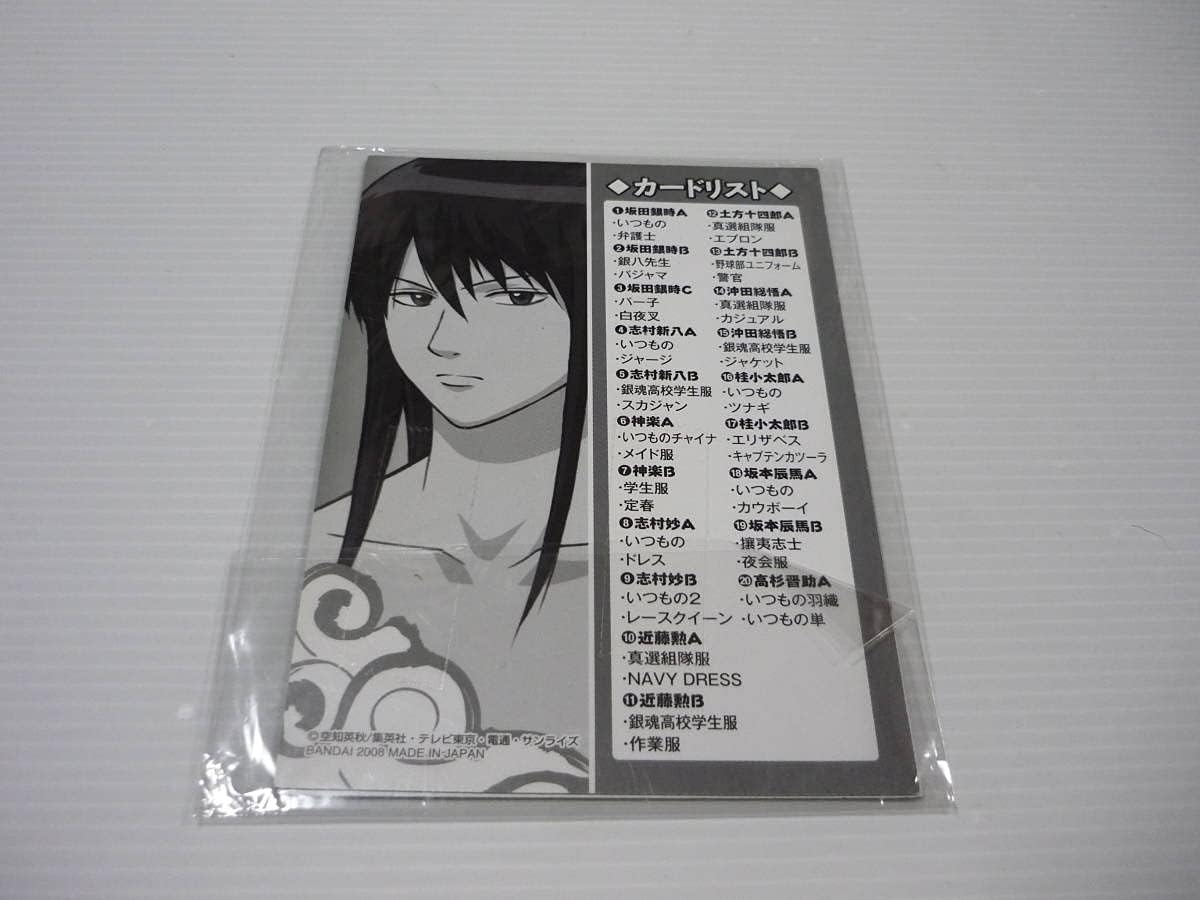 ◆カードリスト◆
❶坂田銀時A
・いつもの
・弁護士
❷坂田銀時B
・銀八先生
・パジャマ
❸坂田銀時C
・パー子
・白夜叉
❹志村新八A
・いつもの
・ジャージ
❺志村新八B
・銀魂高校学生服
・スカジャン
❻神楽A
・いつものチャイナ
・メイド服
❼神楽B
・学生服
・定春
❽志村妙A
・いつもの
・ドレス
❾志村妙B
・いつもの2
・レースクイーン
❿近藤勲A
・真選組隊服
・NAVY DRESS
⓫近藤勲B
・銀魂高校学生服
・作業服
⓬土方十四郎A
・真選組隊服
・エプロン
⓭土方十四郎B
・野球部ユニフォーム
・警官
⓮沖田総悟A
・真選組隊服
・カジュアル
⓯沖田総悟B
・銀魂高校学生服
・ジャケット
⓰桂小太郎A
・いつもの
・ツナギ
⓱桂小太郎B
・エリザベス
・キャプテンカツーラ
⓲坂本辰馬A
・いつもの
・カウボーイ
⓳坂本辰馬B
・攘夷志士
・夜会服
⓴高杉晋助A
・いつもの羽織
・いつもの単
©空知英秋/集英社・テレビ東京・電通・サンライズ
BANDAI 2008 MADE IN JAPAN